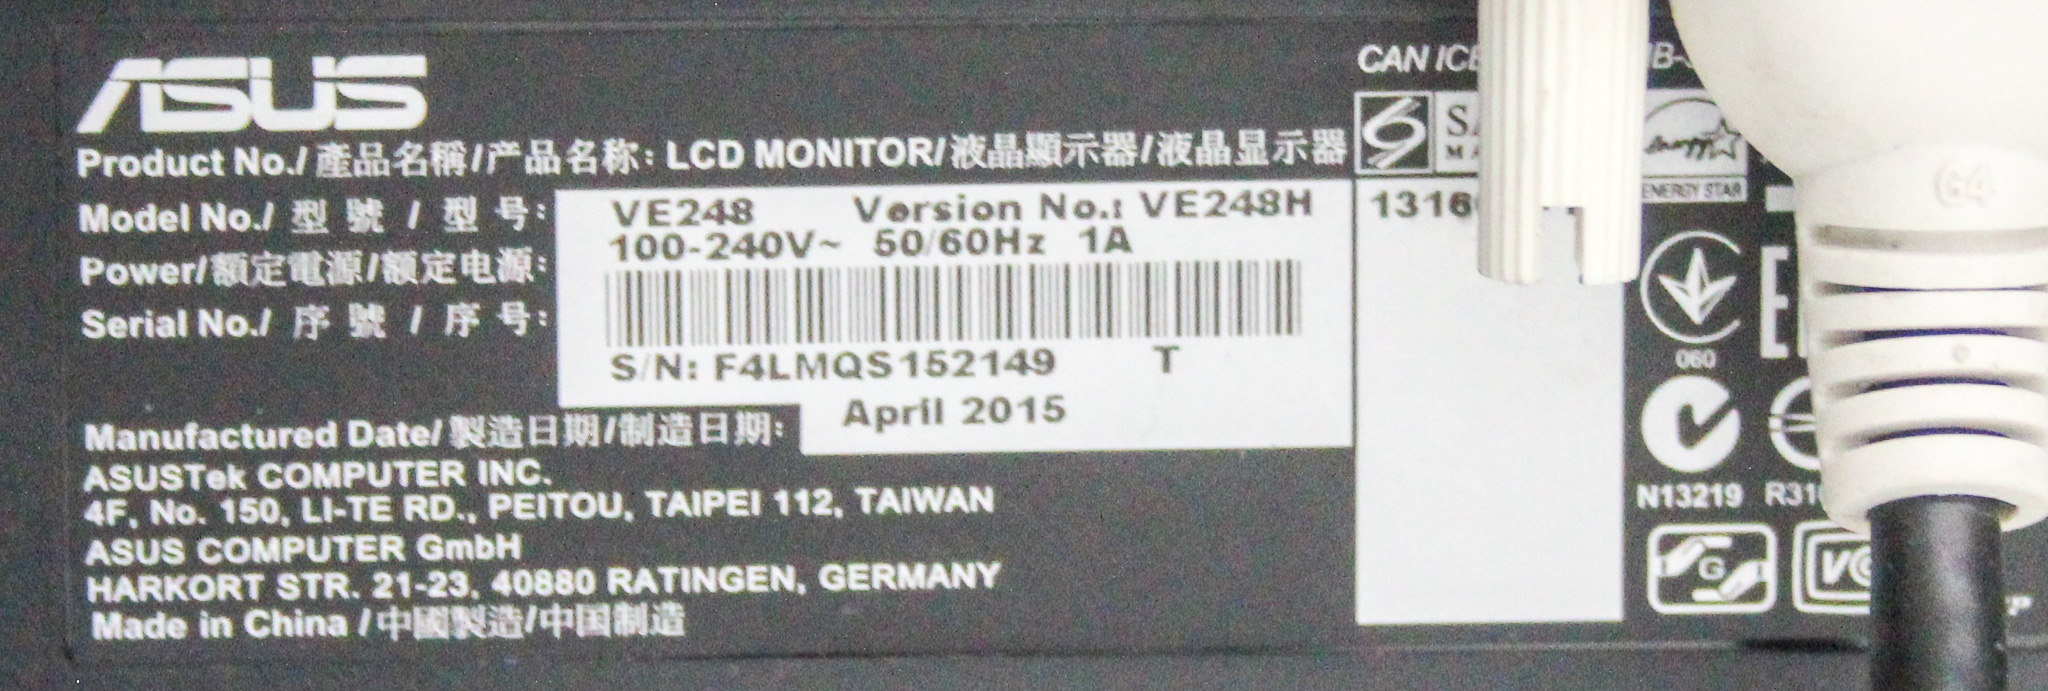 ASUS
Product No./產品名稱/产品名称: LCD MONITOR/液晶顯示器/液晶显示器
Model No./ 型 號 / 型 号: VE248 Version No.: VE248H
Power/額定電源/额定电源: 100-240V~ 50/60Hz 1A
Serial No./ 序 號 / 序 号:
S/N: F4LMQS152149 T
Manufactured Date/製造日期/制造日期: April 2015
ASUSTek COMPUTER INC.
4F, No. 150, LI-TE RD., PEITOU, TAIPEI 112, TAIWAN
ASUS COMPUTER GmbH
HARKORT STR. 21-23, 40880 RATINGEN, GERMANY
Made in China /中國製造/中国制造
CAN
ENERGY STAR
060
N13219
G
G4